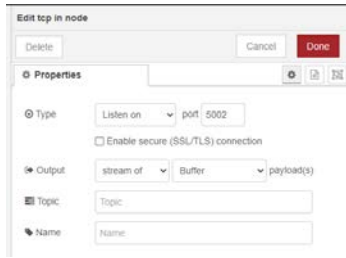 Edit tcp in node
Delete Cancel Done
Properties
Type Listen on port 5002
Enable secure (SSL/TLS) connection
Output stream of Buffer payload(s)
Topic Topic
Name Name